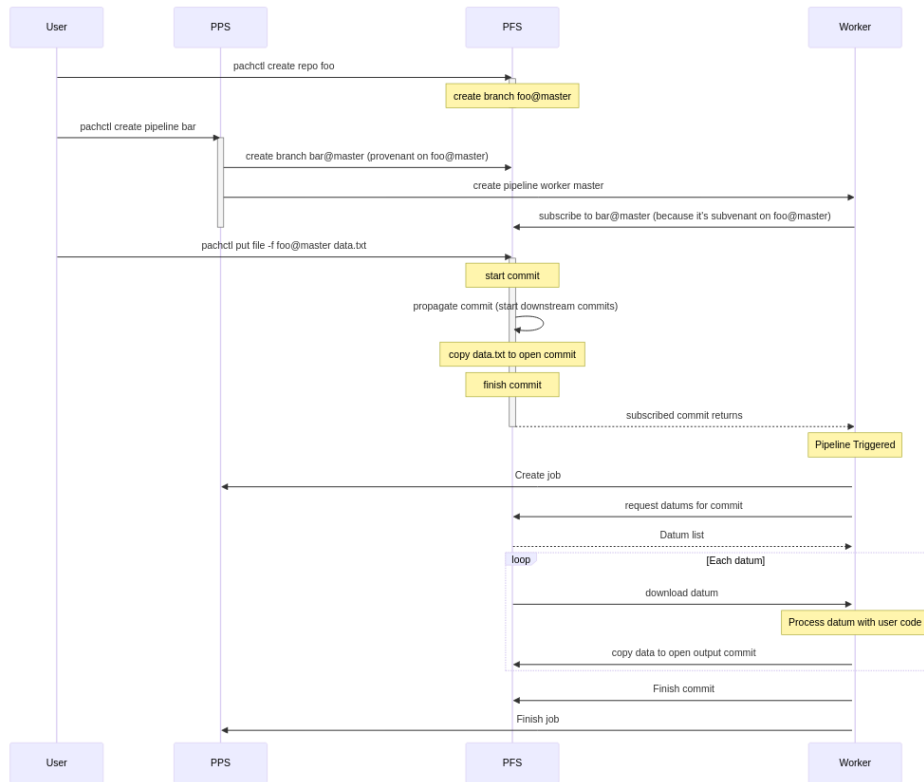 User PPS PFS Worker
pachctl create repo foo
create branch foo@master
pachctl create pipeline bar
create branch bar@master (provenant on foo@master)
create pipeline worker master
subscribe to bar@master (because it's subvenant on foo@master)
pachctl put file -f foo@master data.txt
start commit
propagate commit (start downstream commits)
copy data.txt to open commit
finish commit
subscribed commit returns
Pipeline Triggered
Create job
request datums for commit
Datum list
loop [Each datum]
download datum
Process datum with user code
copy data to open output commit
Finish commit
Finish job
User PPS PFS Worker